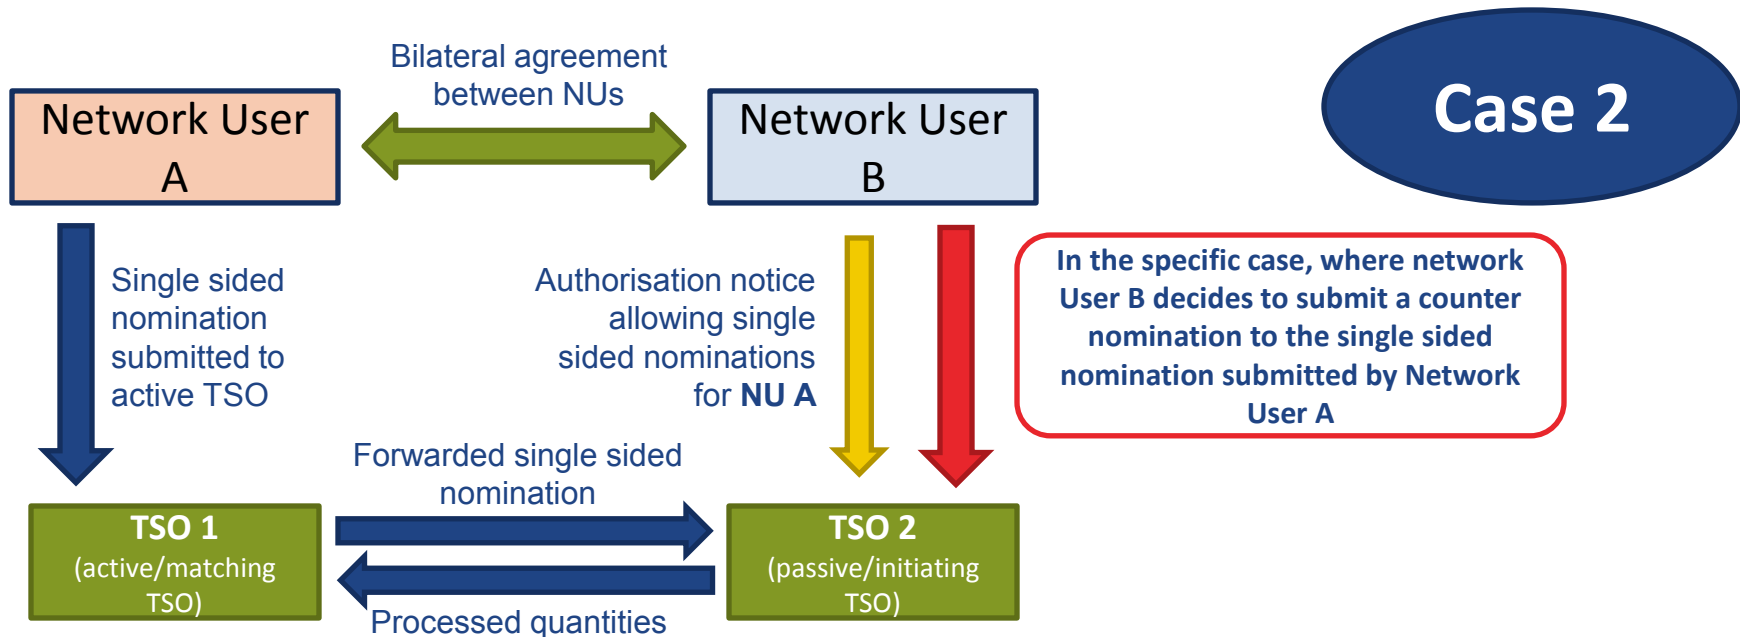 Bilateral agreement
between NUs
Case 2
Network User
A
Network User
B
Single sided
nomination
submitted to
active TSO
Authorisation notice
allowing single
sided nominations
for NU A
In the specific case, where network
User B decides to submit a counter
nomination to the single sided
nomination submitted by Network
User A
Forwarded single sided
nomination
TSO 1
(active/matching
TSO)
TSO 2
(passive/initiating
TSO)
Processed quantities